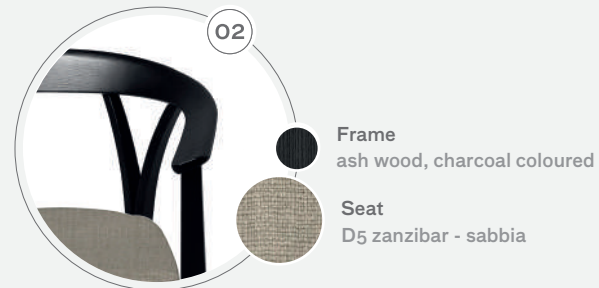 02
Frame
ash wood, charcoal coloured
Seat
D5 zanzibar - sabbia